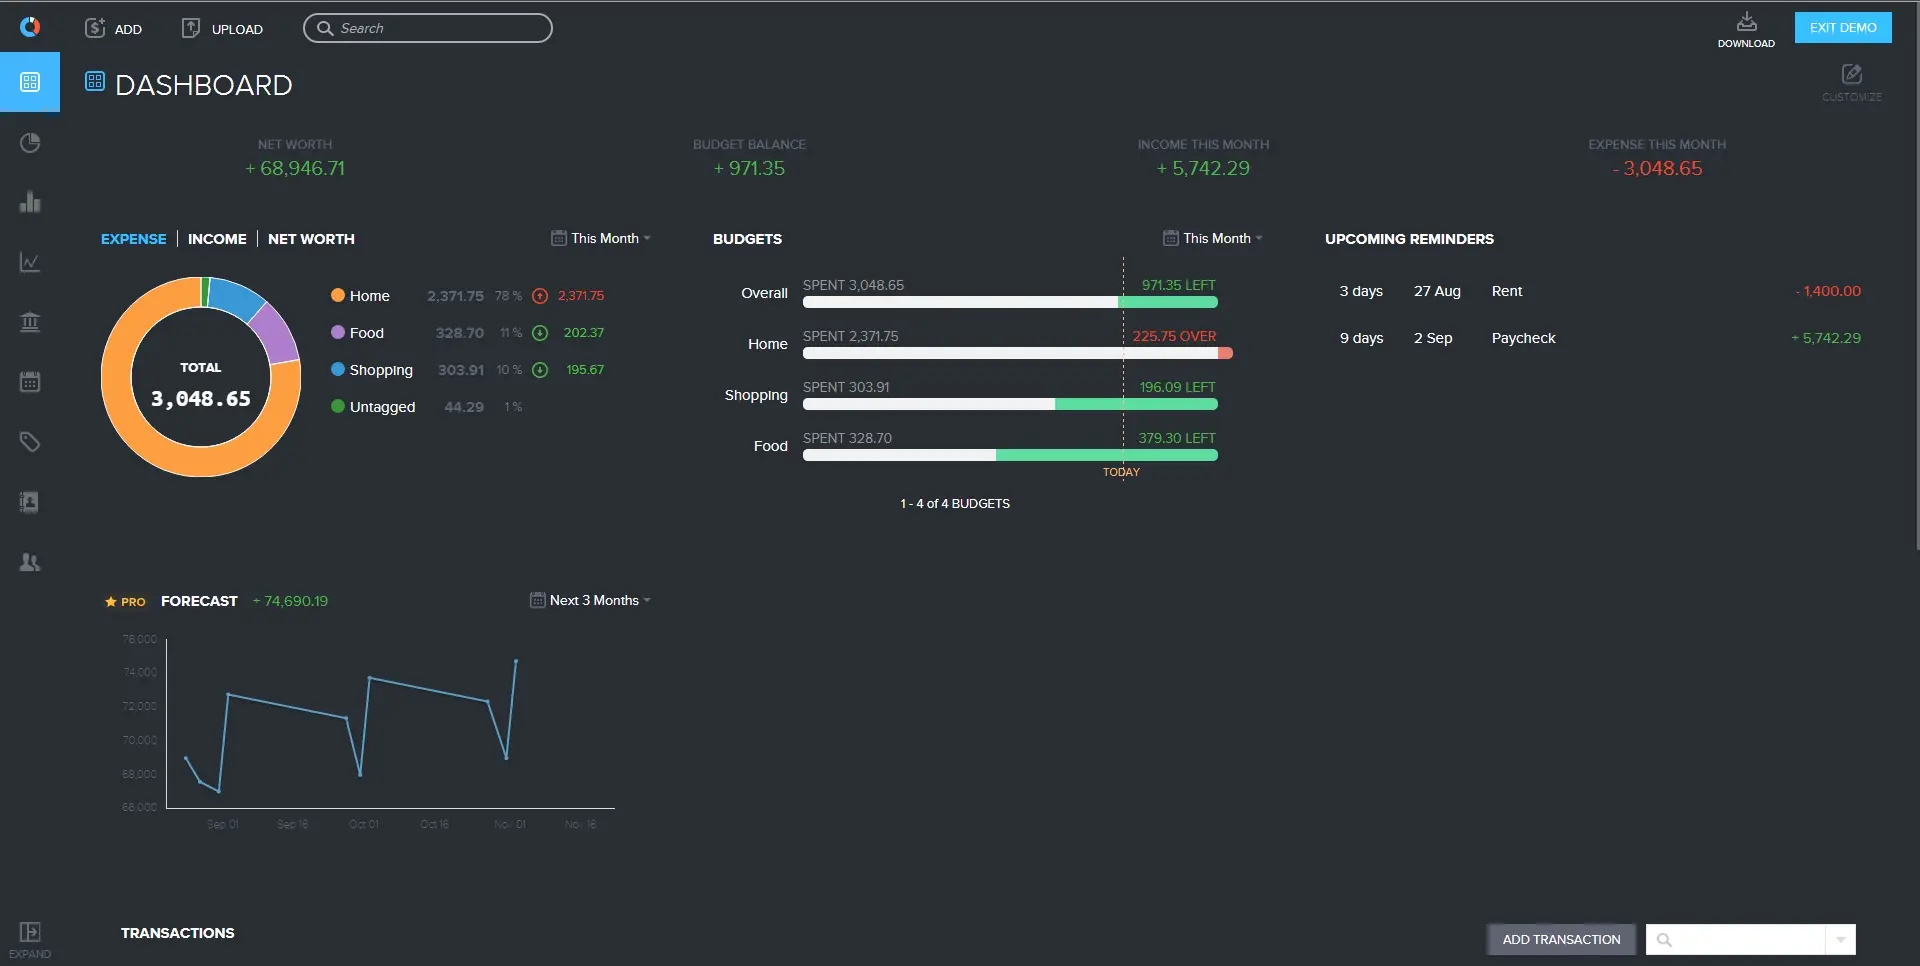 ADD
UPLOAD
Search
DOWNLOAD
EXIT DEMO
DASHBOARD
CUSTOMIZE
NET WORTH
+ 68,946.71
BUDGET BALANCE
+ 971.35
INCOME THIS MONTH
+ 5,742.29
EXPENSE THIS MONTH
- 3,048.65
EXPENSE | INCOME | NET WORTH
This Month
TOTAL
3,048.65
Home 2,371.75 78 % 2,371.75
Food 328.70 11 % 202.37
Shopping 303.91 10 % 195.67
Untagged 44.29 1 %
BUDGETS
This Month
Overall SPENT 3,048.65 971.35 LEFT
Home SPENT 2,371.75 225.75 OVER
Shopping SPENT 303.91 196.09 LEFT
Food SPENT 328.70 379.30 LEFT
TODAY
1 - 4 of 4 BUDGETS
UPCOMING REMINDERS
3 days 27 Aug Rent - 1,400.00
9 days 2 Sep Paycheck + 5,742.29
PRO FORECAST + 74,690.19
Next 3 Months
76,000
74,000
72,000
70,000
68,000
66,000
Sep 01 Sep 16 Oct 01 Oct 16 Nov 01 Nov 16
EXPAND
TRANSACTIONS
ADD TRANSACTION